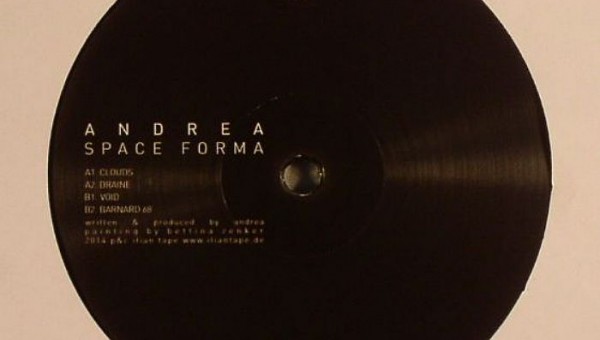 ANDREA
SPACE FORMA
A1. CLOUDS
A2. DRAINE
B1. VOID
B2. BARNARD 68
written & produced by andrea
painting by bettina zenker
2014 p&c ilian tape www.iliantape.de